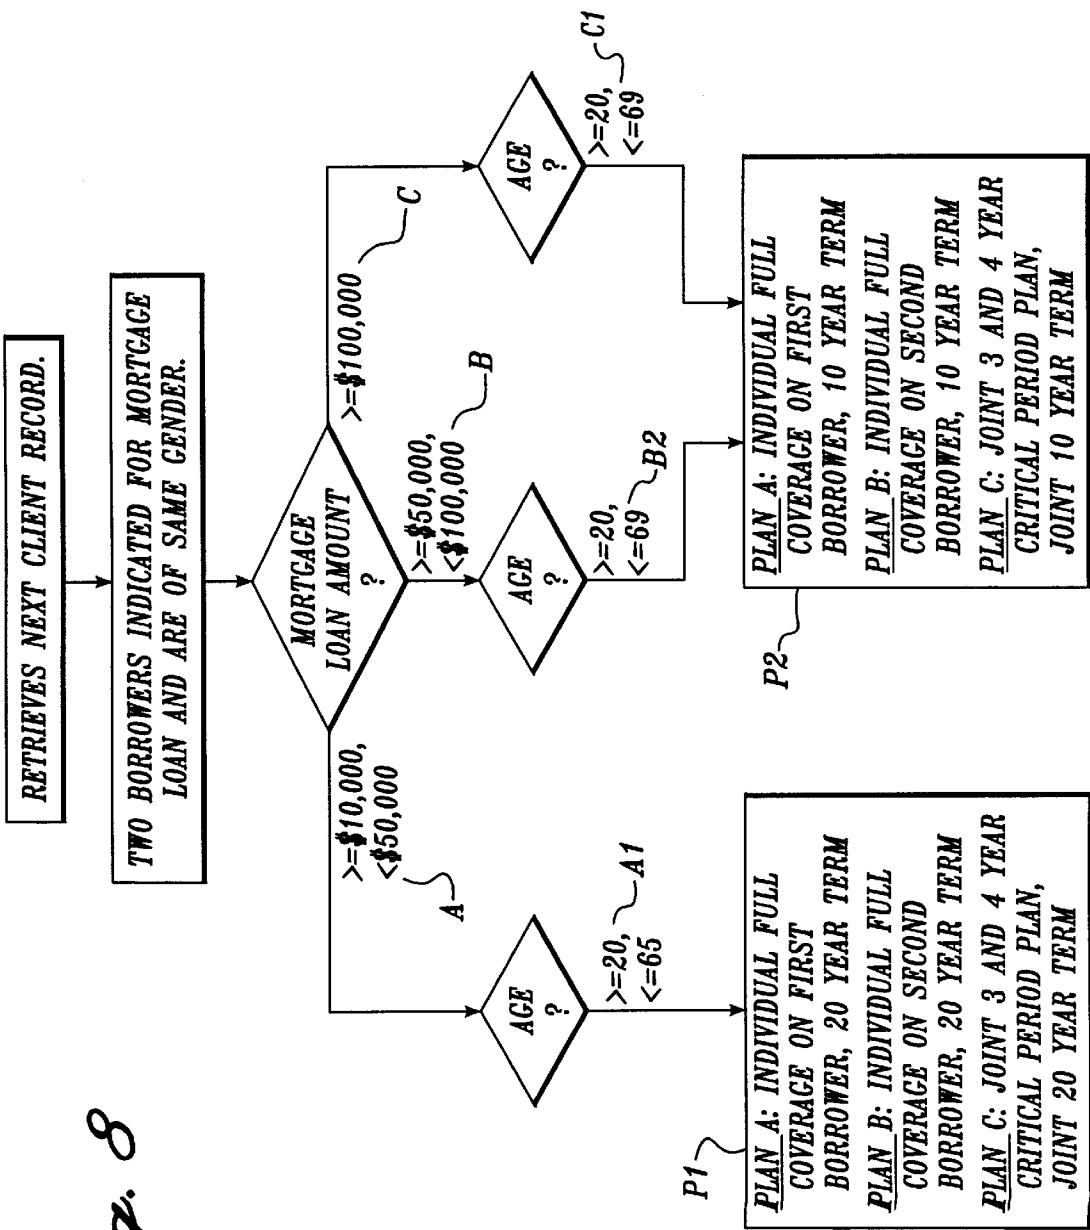 RETRIEVES NEXT CLIENT RECORD.
TWO BORROWERS INDICATED FOR MORTGAGE
LOAN AND ARE OF SAME GENDER.
MORTGAGE
LOAN AMOUNT
?
>=$10,000,
<$50,000
A
>=$50,000,
<$100,000
B
>=$100,000
C
AGE
?
>=20,
<=65
A1
AGE
?
>=20,
<=69
B2
AGE
?
>=20,
<=69
C1
P1
PLAN A: INDIVIDUAL FULL
COVERAGE ON FIRST
BORROWER, 20 YEAR TERM
PLAN B: INDIVIDUAL FULL
COVERAGE ON SECOND
BORROWER, 20 YEAR TERM
PLAN C: JOINT 3 AND 4 YEAR
CRITICAL PERIOD PLAN,
JOINT 20 YEAR TERM
P2
PLAN A: INDIVIDUAL FULL
COVERAGE ON FIRST
BORROWER, 10 YEAR TERM
PLAN B: INDIVIDUAL FULL
COVERAGE ON SECOND
BORROWER, 10 YEAR TERM
PLAN C: JOINT 3 AND 4 YEAR
CRITICAL PERIOD PLAN,
JOINT 10 YEAR TERM
8